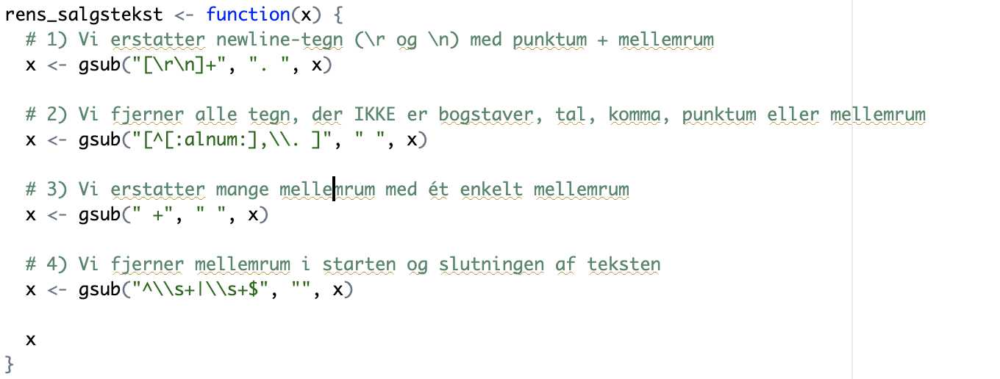 rens_salgstekst <- function(x) {
  # 1) Vi erstatter newline-tegn (\r og \n) med punktum + mellemrum
  x <- gsub("[\r\n]+", ". ", x)

  # 2) Vi fjerner alle tegn, der IKKE er bogstaver, tal, komma, punktum eller mellemrum
  x <- gsub("[^[:alnum:],\\. ]", " ", x)

  # 3) Vi erstatter mange mellemrum med ét enkelt mellemrum
  x <- gsub(" +", " ", x)

  # 4) Vi fjerner mellemrum i starten og slutningen af teksten
  x <- gsub("^\\s+|\\s+$", "", x)

  x
}